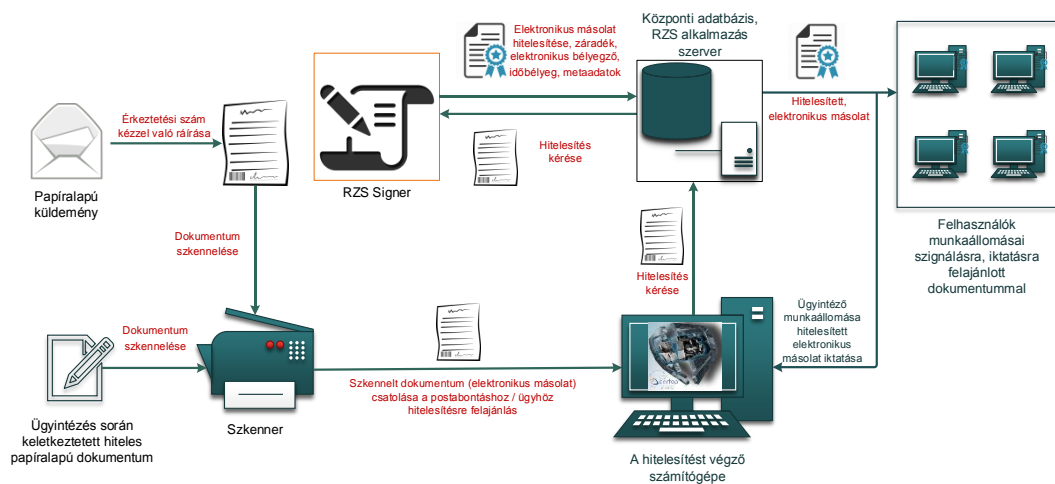 Papíralapú
küldemény
Érkeztetési szám
kézzel való ráírása
RZS Signer
Elektronikus másolat
hitelesítése, záradék,
elektronikus bélyegző,
időbélyeg, metaadatok
Hitelesítés
kérése
Központi adatbázis,
RZS alkalmazás
szerver
Hitelesített,
elektronikus másolat
Felhasználók
munkaállomásai
szignálásra, iktatásra
felajánlott
dokumentummal
Dokumentum
szkennelése
Hitelesítés
kérése
Ügyintéző
munkaállomása
hitelesített
elektronikus
másolat iktatása
Dokumentum
szkennelése
Szkennelt dokumentum (elektronikus másolat)
csatolása a postabontáshoz / ügyhöz
hitelesítésre felajánlás
Ügyintézés során
keletkeztetett hiteles
papíralapú dokumentum
Szkenner
A hitelesítést végző
számítógépe